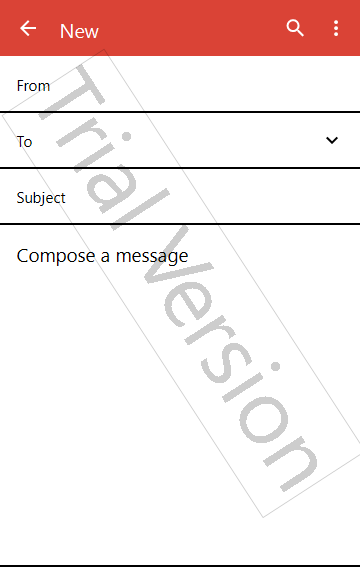 New
From
To
Subject
Compose a message
Trial Version